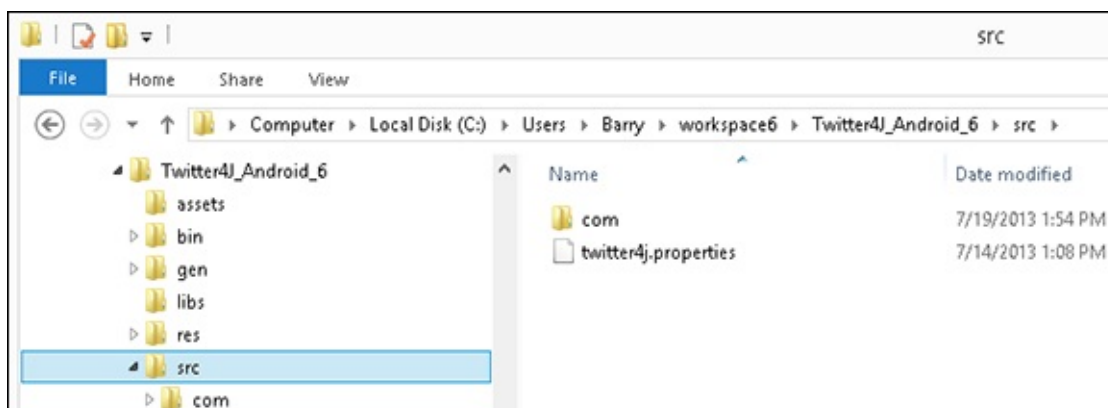 src
File Home Share View
Computer Local Disk (C:) Users Barry workspace6 Twitter4J_Android_6 src
Twitter4J_Android_6
assets
bin
gen
libs
res
src
com
Name Date modified
com 7/19/2013 1:54 PM
twitter4j.properties 7/14/2013 1:08 PM